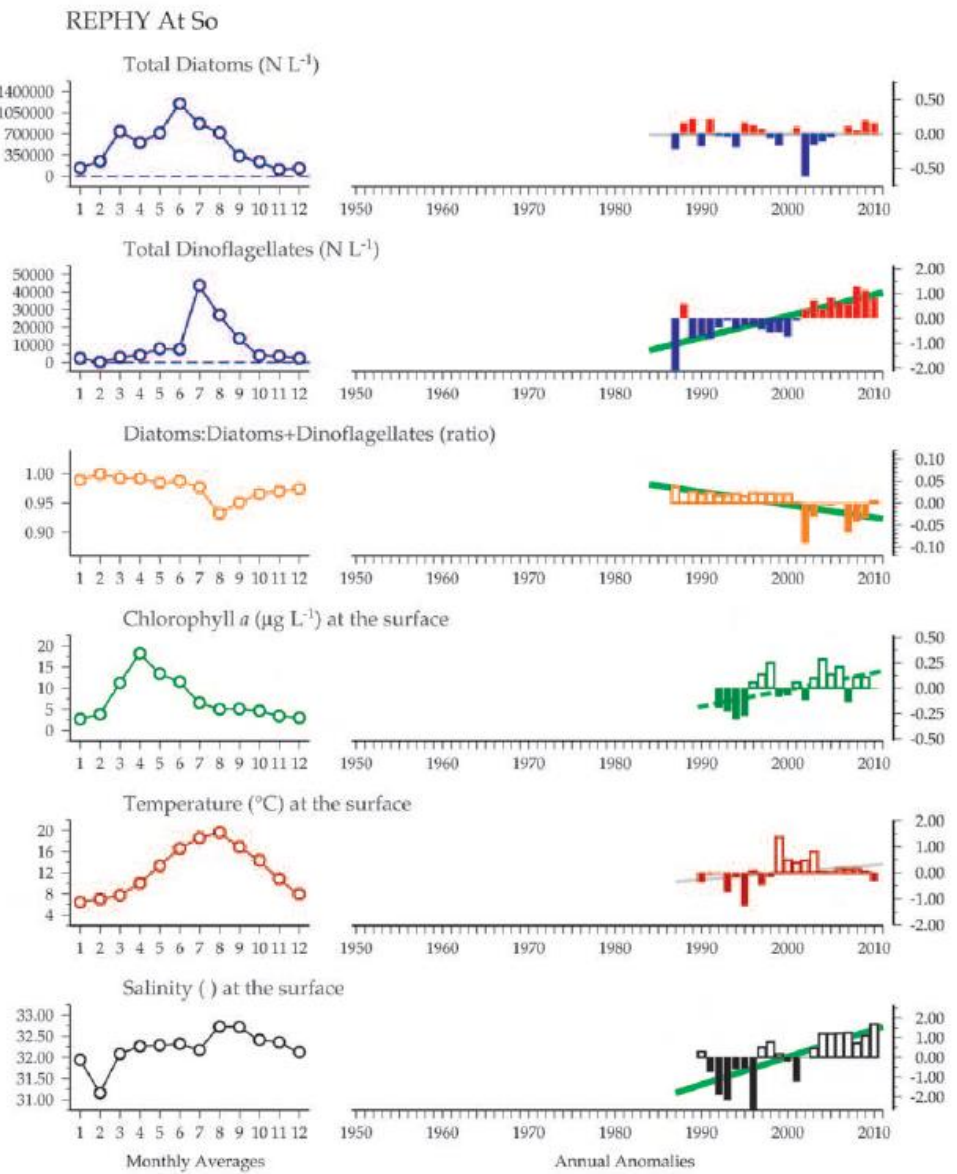 REPHY At So
Total Diatoms (N L⁻¹)
1400000
1050000
700000
350000
0
0.50
0.00
-0.50
1 2 3 4 5 6 7 8 9 10 11 12
1950 1960 1970 1980 1990 2000 2010
Total Dinoflagellates (N L⁻¹)
50000
40000
30000
20000
10000
0
2.00
1.00
0.00
-1.00
-2.00
1 2 3 4 5 6 7 8 9 10 11 12
1950 1960 1970 1980 1990 2000 2010
Diatoms:Diatoms+Dinoflagellates (ratio)
1.00
0.95
0.90
0.10
0.05
0.00
-0.05
-0.10
1 2 3 4 5 6 7 8 9 10 11 12
1950 1960 1970 1980 1990 2000 2010
Chlorophyll a (µg L⁻¹) at the surface
20
15
10
5
0
0.50
0.25
0.00
-0.25
-0.50
1 2 3 4 5 6 7 8 9 10 11 12
1950 1960 1970 1980 1990 2000 2010
Temperature (°C) at the surface
20
16
12
8
4
2.00
1.00
0.00
-1.00
-2.00
1 2 3 4 5 6 7 8 9 10 11 12
1950 1960 1970 1980 1990 2000 2010
Salinity ( ) at the surface
33.00
32.50
32.00
31.50
31.00
2.00
1.00
0.00
-1.00
-2.00
1 2 3 4 5 6 7 8 9 10 11 12
1950 1960 1970 1980 1990 2000 2010
Monthly Averages
Annual Anomalies